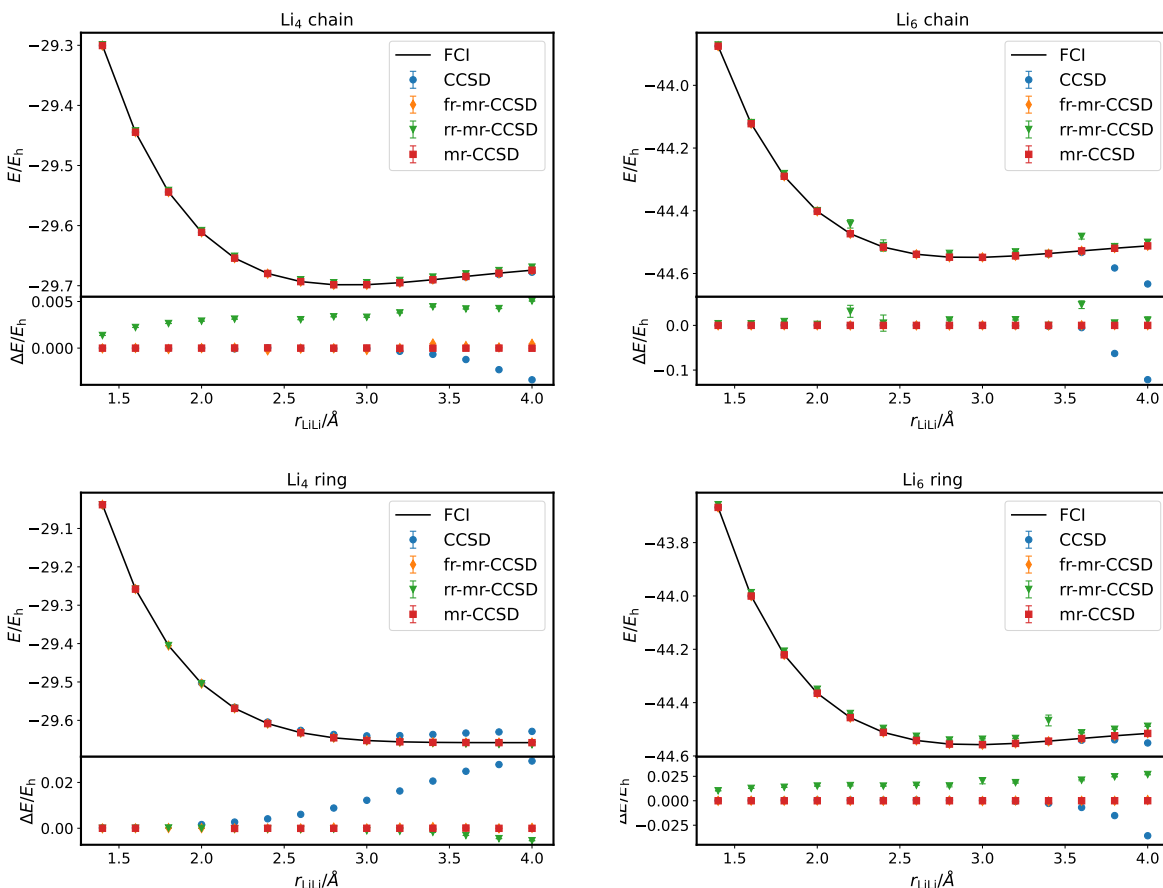 Li₄ chain
E/Eₕ
−29.3
−29.4
−29.5
−29.6
−29.7
FCI
CCSD
fr-mr-CCSD
rr-mr-CCSD
mr-CCSD
ΔE/Eₕ
0.005
0.000
1.5 2.0 2.5 3.0 3.5 4.0
r_LiLi/Å
Li₆ chain
E/Eₕ
−44.0
−44.2
−44.4
−44.6
FCI
CCSD
fr-mr-CCSD
rr-mr-CCSD
mr-CCSD
ΔE/Eₕ
0.0
−0.1
1.5 2.0 2.5 3.0 3.5 4.0
r_LiLi/Å
Li₄ ring
E/Eₕ
−29.1
−29.2
−29.3
−29.4
−29.5
−29.6
FCI
CCSD
fr-mr-CCSD
rr-mr-CCSD
mr-CCSD
ΔE/Eₕ
0.02
0.00
1.5 2.0 2.5 3.0 3.5 4.0
r_LiLi/Å
Li₆ ring
E/Eₕ
−43.8
−44.0
−44.2
−44.4
−44.6
FCI
CCSD
fr-mr-CCSD
rr-mr-CCSD
mr-CCSD
ΔE/Eₕ
0.025
0.000
−0.025
1.5 2.0 2.5 3.0 3.5 4.0
r_LiLi/Å